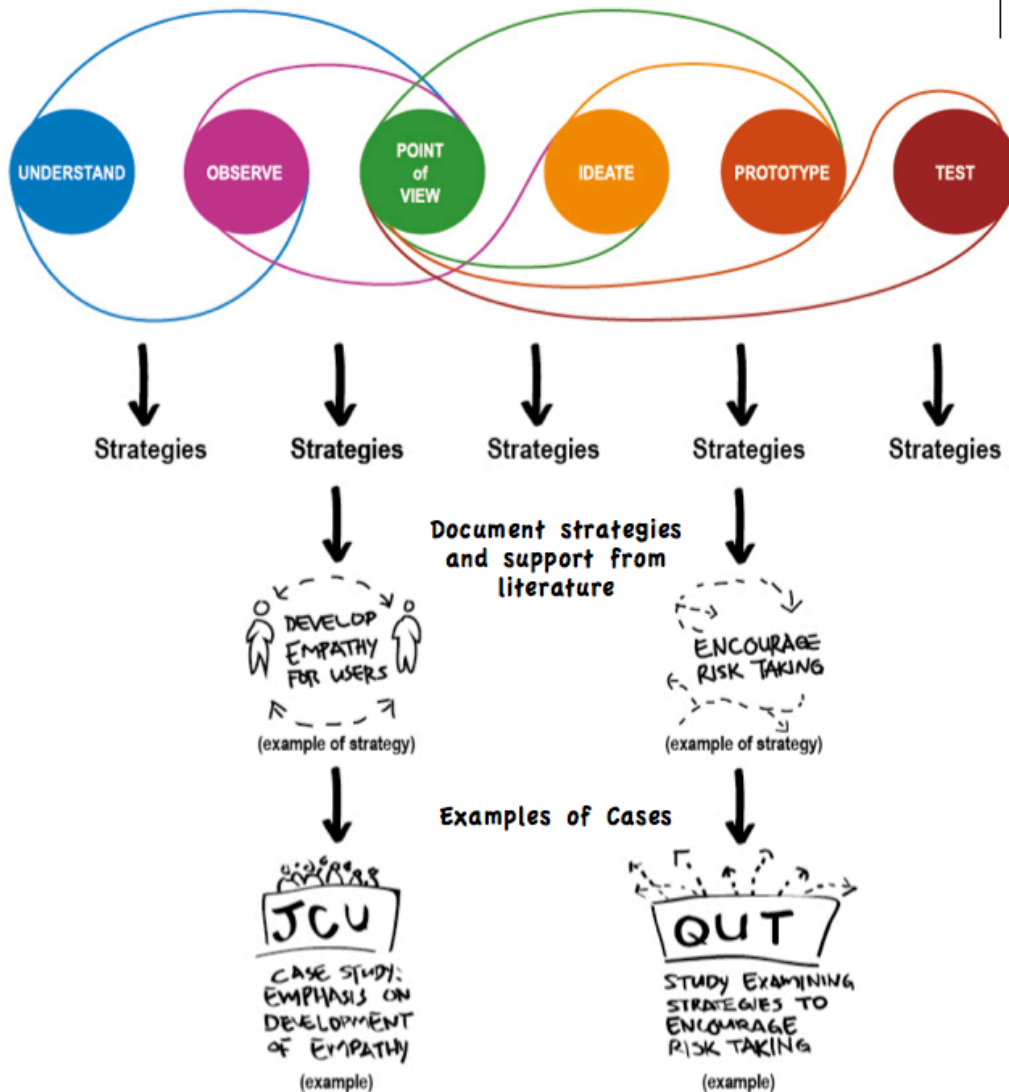 UNDERSTAND
OBSERVE
POINT
of
VIEW
IDEATE
PROTOTYPE
TEST
Strategies
Strategies
Strategies
Strategies
Strategies
Document strategies
and support from
literature
DEVELOP
EMPATHY
FOR USERS
(example of strategy)
ENCOURAGE
RISK TAKING
(example of strategy)
Examples of Cases
JCU
CASE STUDY:
EMPHASIS ON
DEVELOPMENT
OF EMPATHY
(example)
QUT
STUDY EXAMINING
STRATEGIES TO
ENCOURAGE
RISK TAKING
(example)